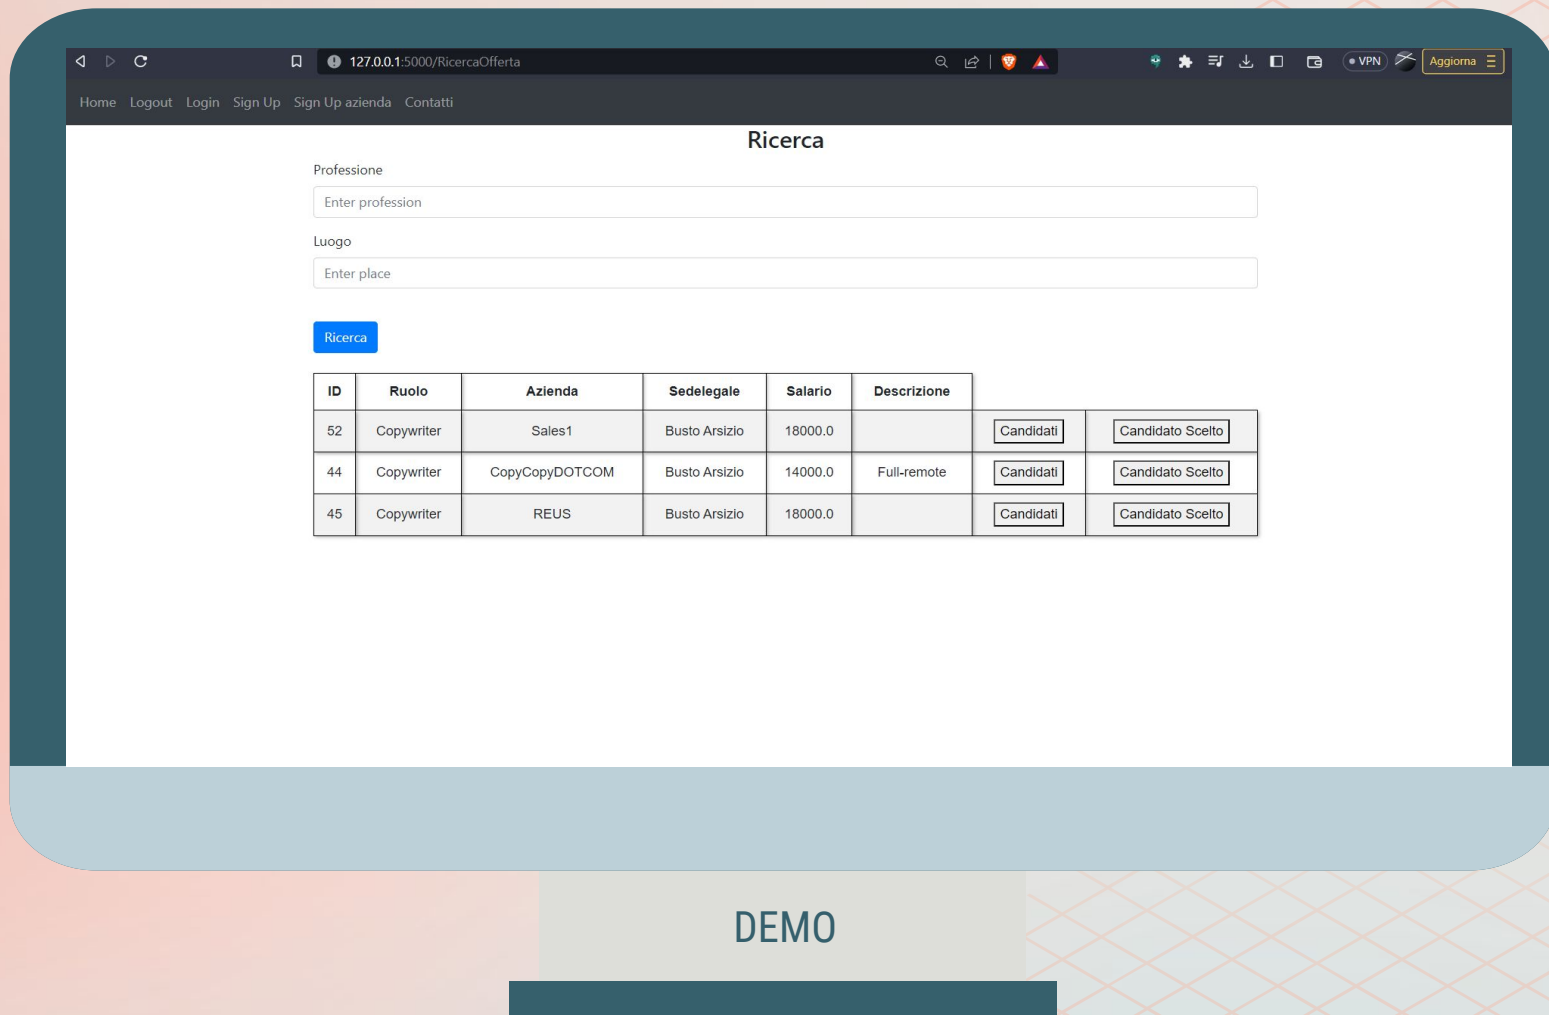 127.0.0.1:5000/RicercaOfferta VPN Aggiorna
Home Logout Login Sign Up Sign Up azienda Contatti
Ricerca
Professione
Enter profession
Luogo
Enter place
Ricerca
ID Ruolo Azienda Sedelegale Salario Descrizione
52 Copywriter Sales1 Busto Arsizio 18000.0 Candidati Candidato Scelto
44 Copywriter CopyCopyDOTCOM Busto Arsizio 14000.0 Full-remote Candidati Candidato Scelto
45 Copywriter REUS Busto Arsizio 18000.0 Candidati Candidato Scelto
DEMO